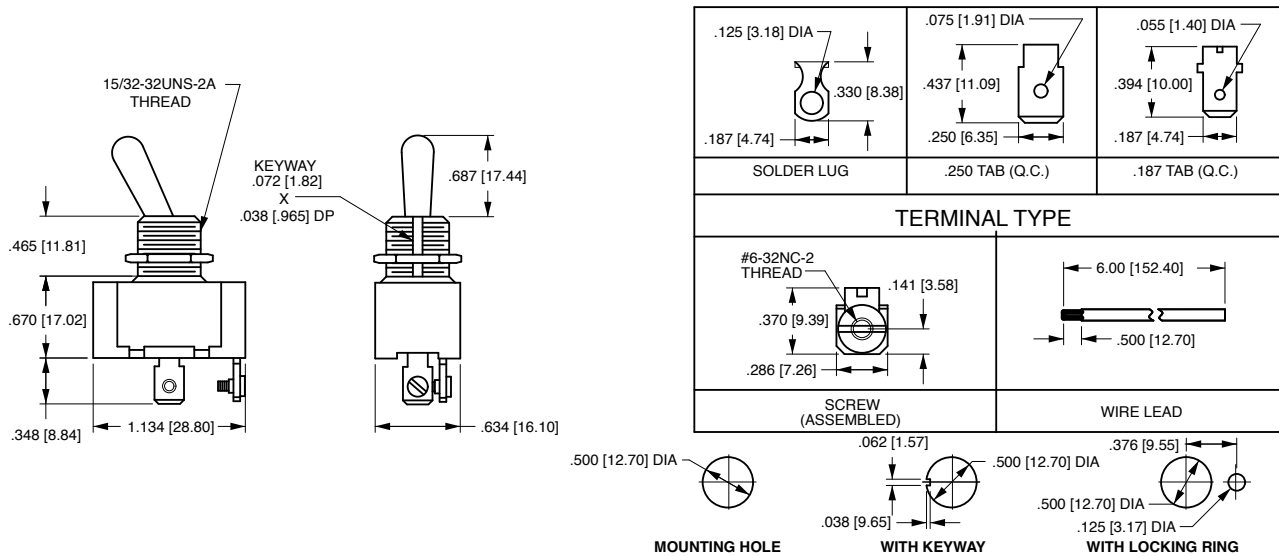 15/32-32UNS-2A
THREAD
KEYWAY
.072 [1.82]
X
.038 [.965] DP
.687 [17.44]
.465 [11.81]
.670 [17.02]
.348 [8.84]
1.134 [28.80]
.634 [16.10]
.125 [3.18] DIA
.330 [8.38]
.187 [4.74]
SOLDER LUG
.075 [1.91] DIA
.437 [11.09]
.250 [6.35]
.250 TAB (Q.C.)
.055 [1.40] DIA
.394 [10.00]
.187 [4.74]
.187 TAB (Q.C.)
TERMINAL TYPE
#6-32NC-2
THREAD
.141 [3.58]
.370 [9.39]
.286 [7.26]
SCREW
(ASSEMBLED)
6.00 [152.40]
.500 [12.70]
WIRE LEAD
.500 [12.70] DIA
MOUNTING HOLE
.062 [1.57]
.500 [12.70] DIA
.038 [9.65]
WITH KEYWAY
.376 [9.55]
.500 [12.70] DIA
.125 [3.17] DIA
WITH LOCKING RING